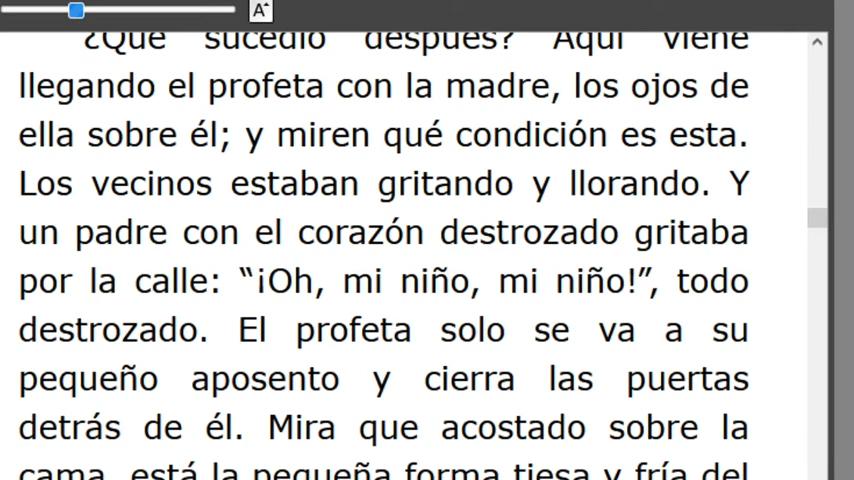 A
¿Qué sucedió después? Aquí viene
llegando el profeta con la madre, los ojos de
ella sobre él; y miren qué condición es esta.
Los vecinos estaban gritando y llorando. Y
un padre con el corazón destrozado gritaba
por la calle: “¡Oh, mi niño, mi niño!”, todo
destrozado. El profeta solo se va a su
pequeño aposento y cierra las puertas
detrás de él. Mira que acostado sobre la
cama, está la pequeña forma tiesa y fría del